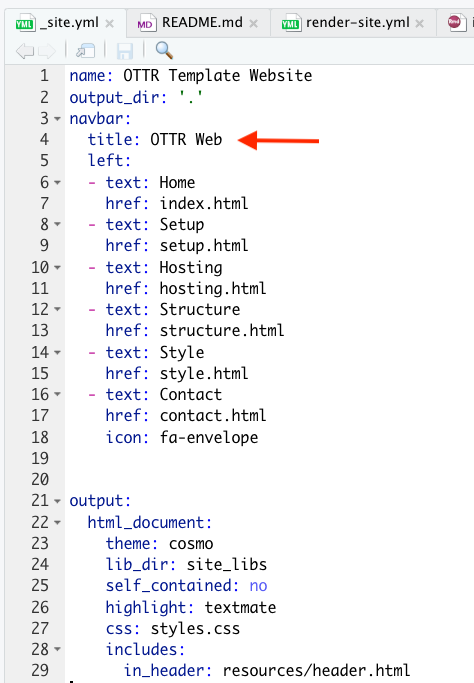 _site.yml × README.md × render-site.yml × i
1 name: OTTR Template Website
2 output_dir: '.'
3 navbar:
4   title: OTTR Web
5   left:
6   - text: Home
7     href: index.html
8   - text: Setup
9     href: setup.html
10   - text: Hosting
11     href: hosting.html
12   - text: Structure
13     href: structure.html
14   - text: Style
15     href: style.html
16   - text: Contact
17     href: contact.html
18     icon: fa-envelope
19
20
21 output:
22   html_document:
23     theme: cosmo
24     lib_dir: site_libs
25     self_contained: no
26     highlight: textmate
27     css: styles.css
28     includes:
29       in_header: resources/header.html